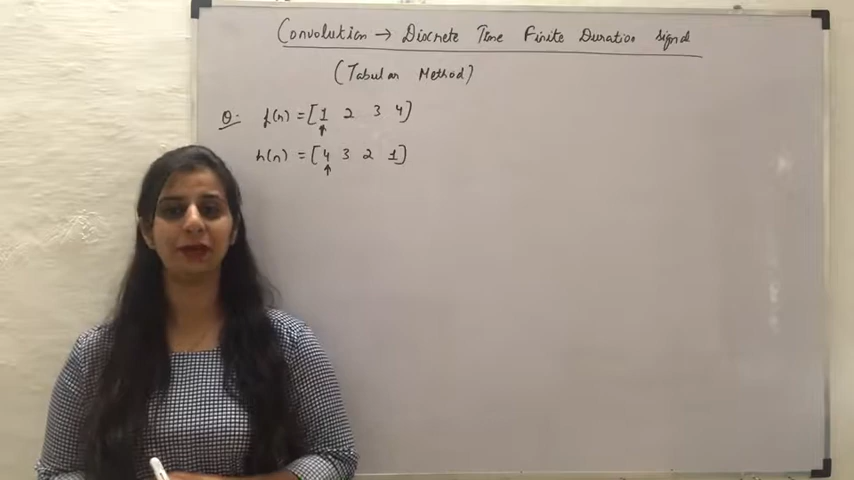 Convolution → Discrete Time Finite Duration signal
(Tabular Method)
Q. f(n) = [1 2 3 4]
↑
h(n) = [4 3 2 1]
↑